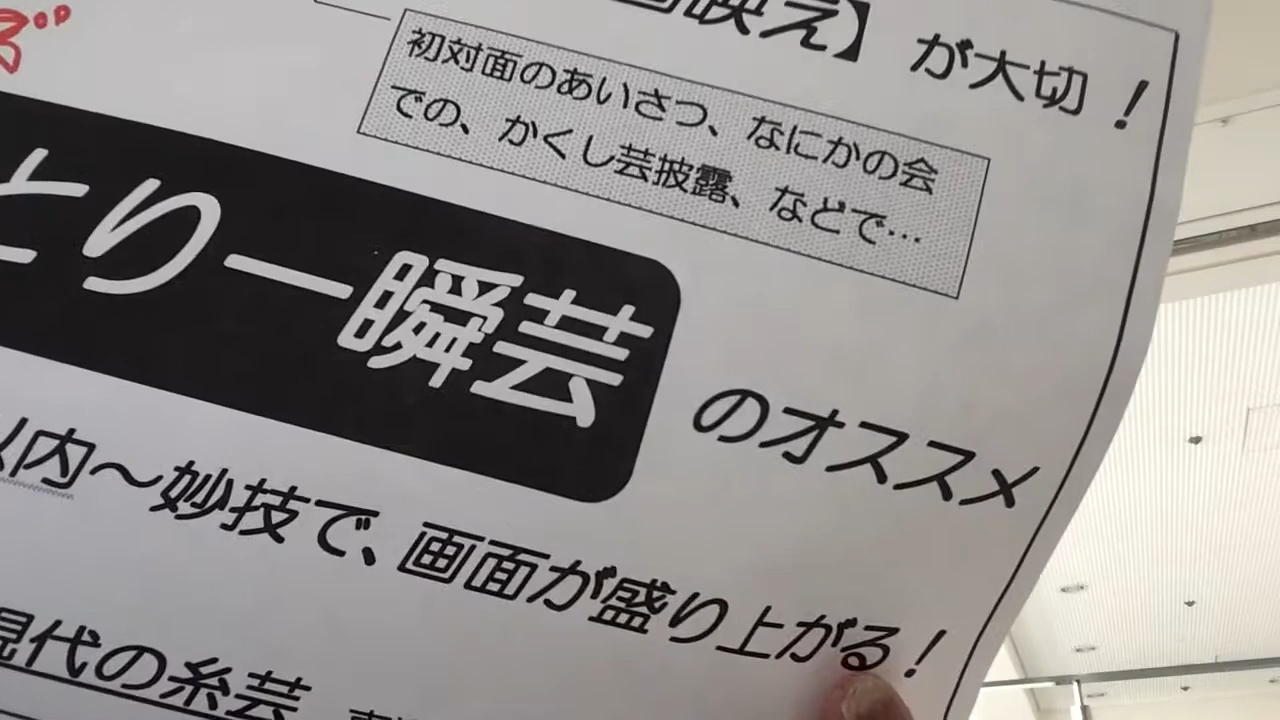 映え】が大切！
初対面のあいさつ、なにかの会
での、かくし芸披露、などで…
とり一瞬芸 のオススメ
以内～妙技で、画面が盛り上がる！
現代の糸芸